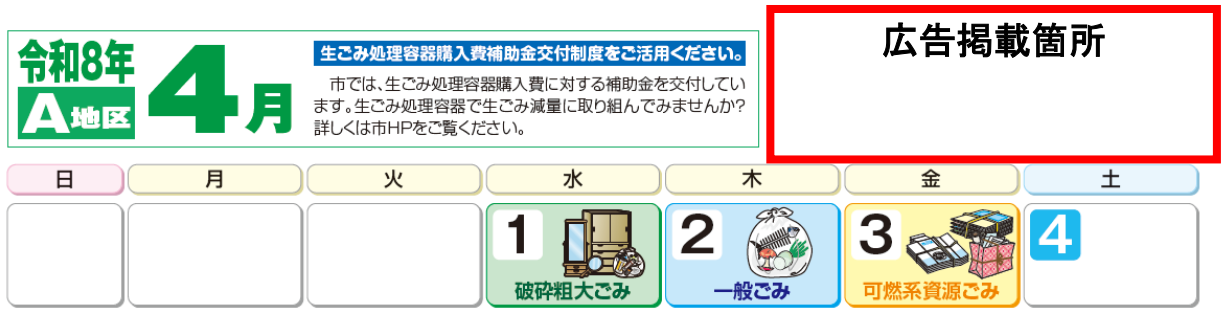 令和8年
A地区
4月
生ごみ処理容器購入費補助金交付制度をご活用ください。
市では、生ごみ処理容器購入費に対する補助金を交付してい
ます。生ごみ処理容器で生ごみ減量に取り組んでみませんか?
詳しくは市HPをご覧ください。
広告掲載箇所
日 月 火 水 木 金 土
1 2 3 4
破砕粗大ごみ 一般ごみ 可燃系資源ごみ